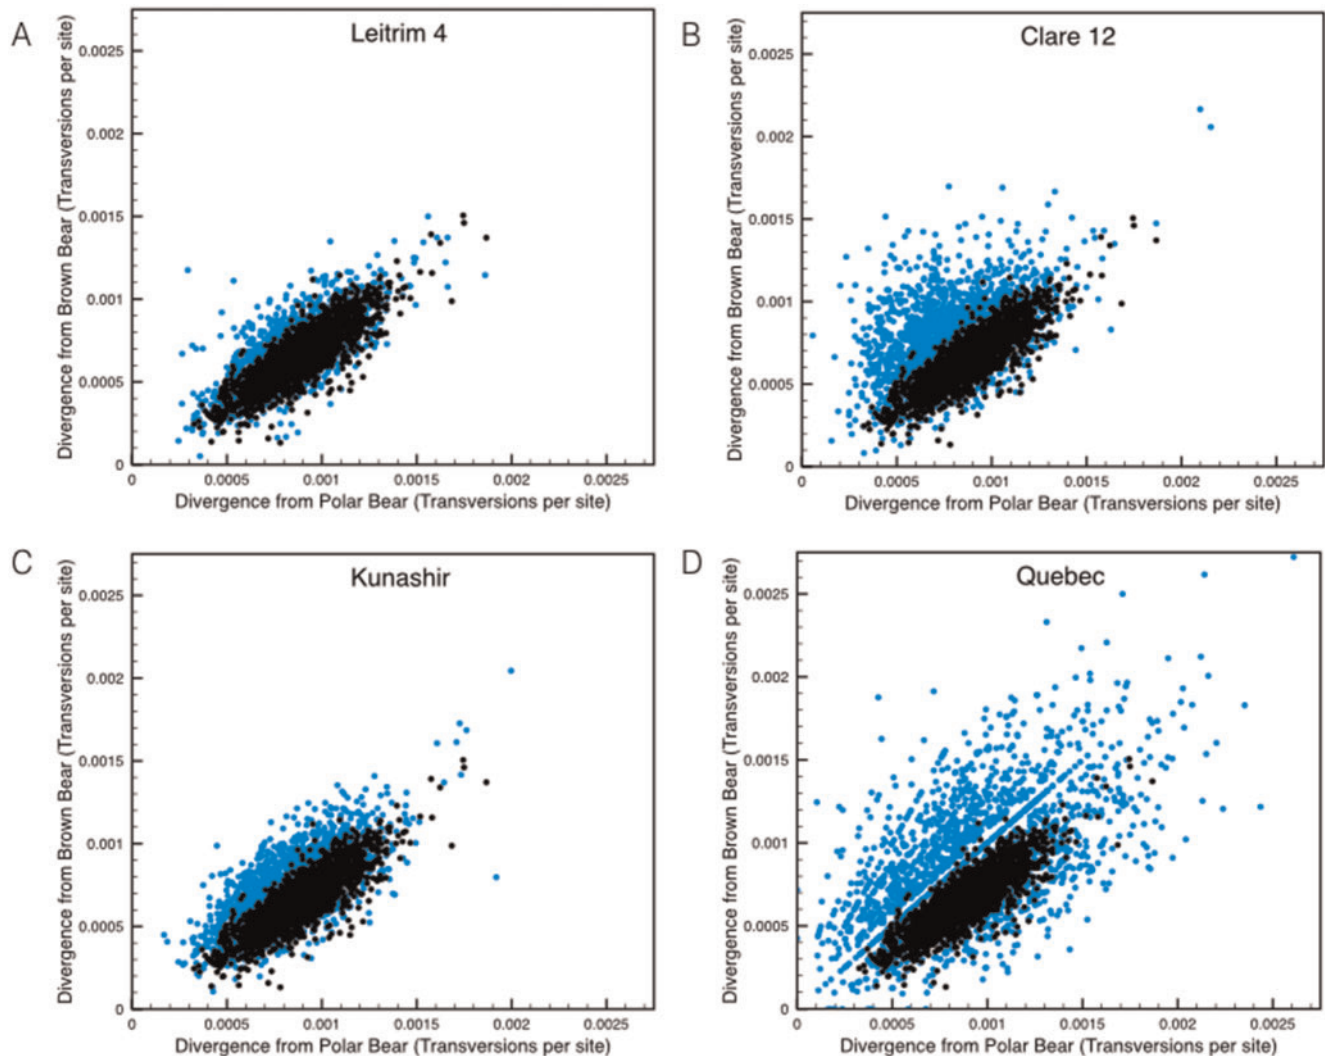 A
Leitrim 4
Divergence from Brown Bear (Transversions per site)
0.0025
0.002
0.0015
0.001
0.0005
0
0 0.0005 0.001 0.0015 0.002 0.0025
Divergence from Polar Bear (Transversions per site)
B
Clare 12
Divergence from Brown Bear (Transversions per site)
0.0025
0.002
0.0015
0.001
0.0005
0
0 0.0005 0.001 0.0015 0.002 0.0025
Divergence from Polar Bear (Transversions per site)
C
Kunashir
Divergence from Brown Bear (Transversions per site)
0.0025
0.002
0.0015
0.001
0.0005
0
0 0.0005 0.001 0.0015 0.002 0.0025
Divergence from Polar Bear (Transversions per site)
D
Quebec
Divergence from Brown Bear (Transversions per site)
0.0025
0.002
0.0015
0.001
0.0005
0
0 0.0005 0.001 0.0015 0.002 0.0025
Divergence from Polar Bear (Transversions per site)